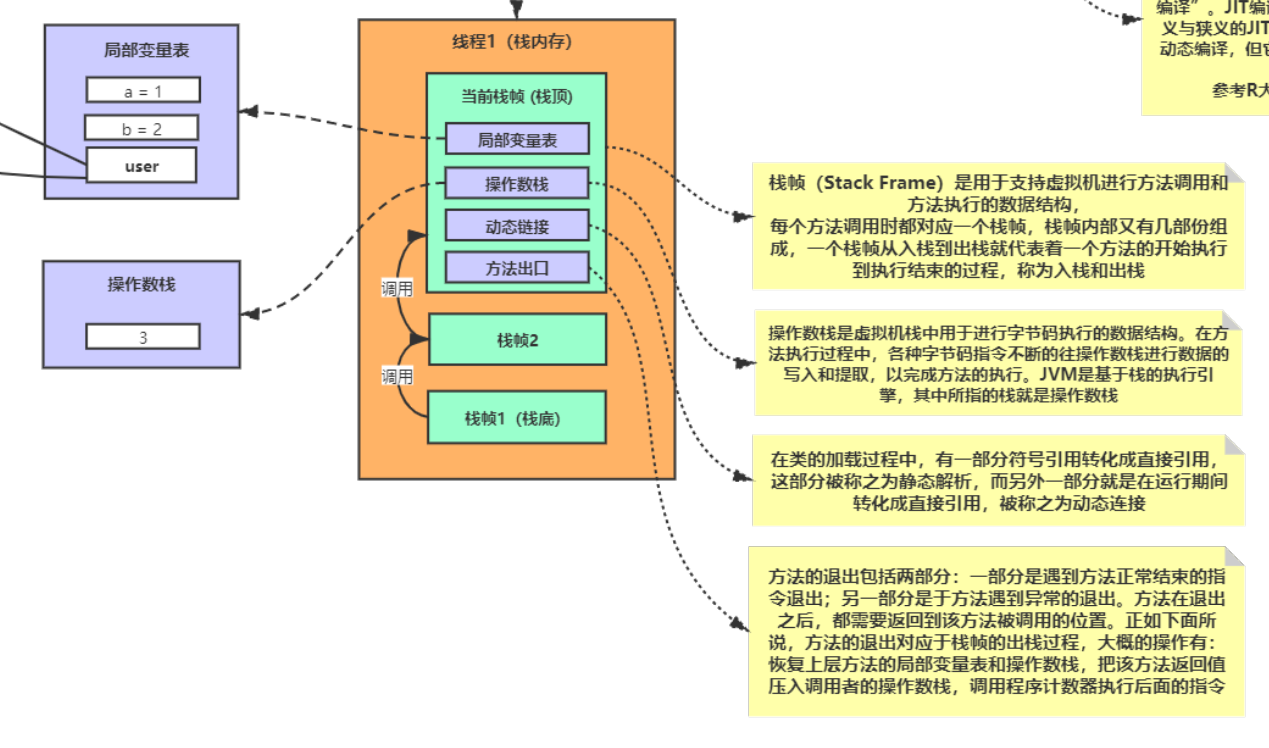 局部变量表
a = 1
b = 2
user
操作数栈
3
线程1（栈内存）
当前栈帧 (栈顶)
局部变量表
操作数栈
动态链接
方法出口
调用
栈帧2
调用
栈帧1（栈底）
编译”。JIT编
义与狭义的JIT
动态编译，但
参考R大
栈帧（Stack Frame）是用于支持虚拟机进行方法调用和
方法执行的数据结构，
每个方法调用时都对应一个栈帧，栈帧内部又有几部份组
成，一个栈帧从入栈到出栈就代表着一个方法的开始执行
到执行结束的过程，称为入栈和出栈
操作数栈是虚拟机栈中用于进行字节码执行的数据结构。在方
法执行过程中，各种字节码指令不断的往操作数栈进行数据的
写入和提取，以完成方法的执行。JVM是基于栈的执行引
擎，其中所指的栈就是操作数栈
在类的加载过程中，有一部分符号引用转化成直接引用，
这部分被称之为静态解析，而另外一部分就是在运行期间
转化成直接引用，被称之为动态连接
方法的退出包括两部分：一部分是遇到方法正常结束的指
令退出；另一部分是于方法遇到异常的退出。方法在退出
之后，都需要返回到该方法被调用的位置。正如下面所
说，方法的退出对应于栈帧的出栈过程，大概的操作有：
恢复上层方法的局部变量表和操作数栈，把该方法返回值
压入调用者的操作数栈，调用程序计数器执行后面的指令